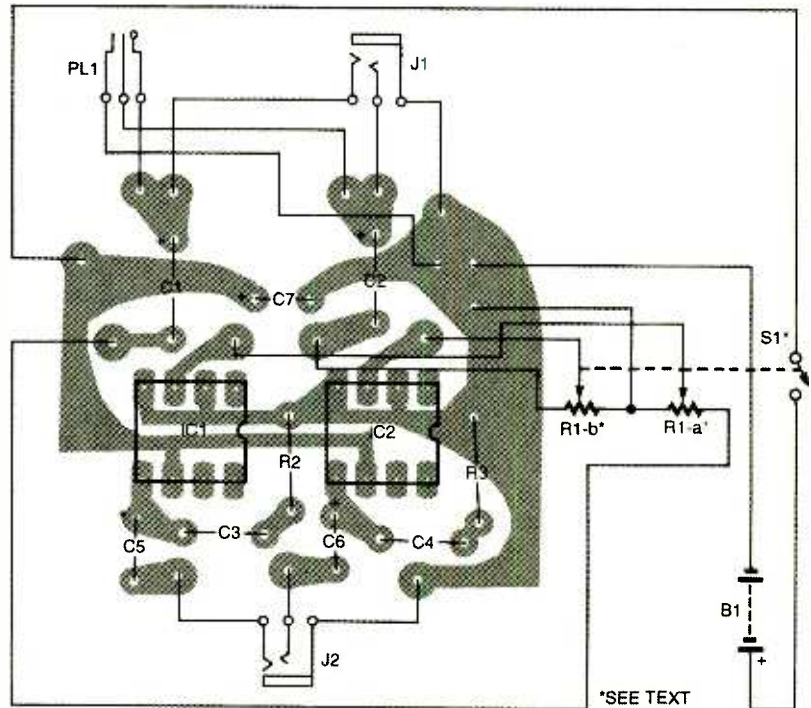 PL1
J1
C1
C7
C2
S1*
IC1
IC2
R1-b*
R1-a*
R2
R3
C5
C3
C6
C4
B1
+
J2
*SEE TEXT